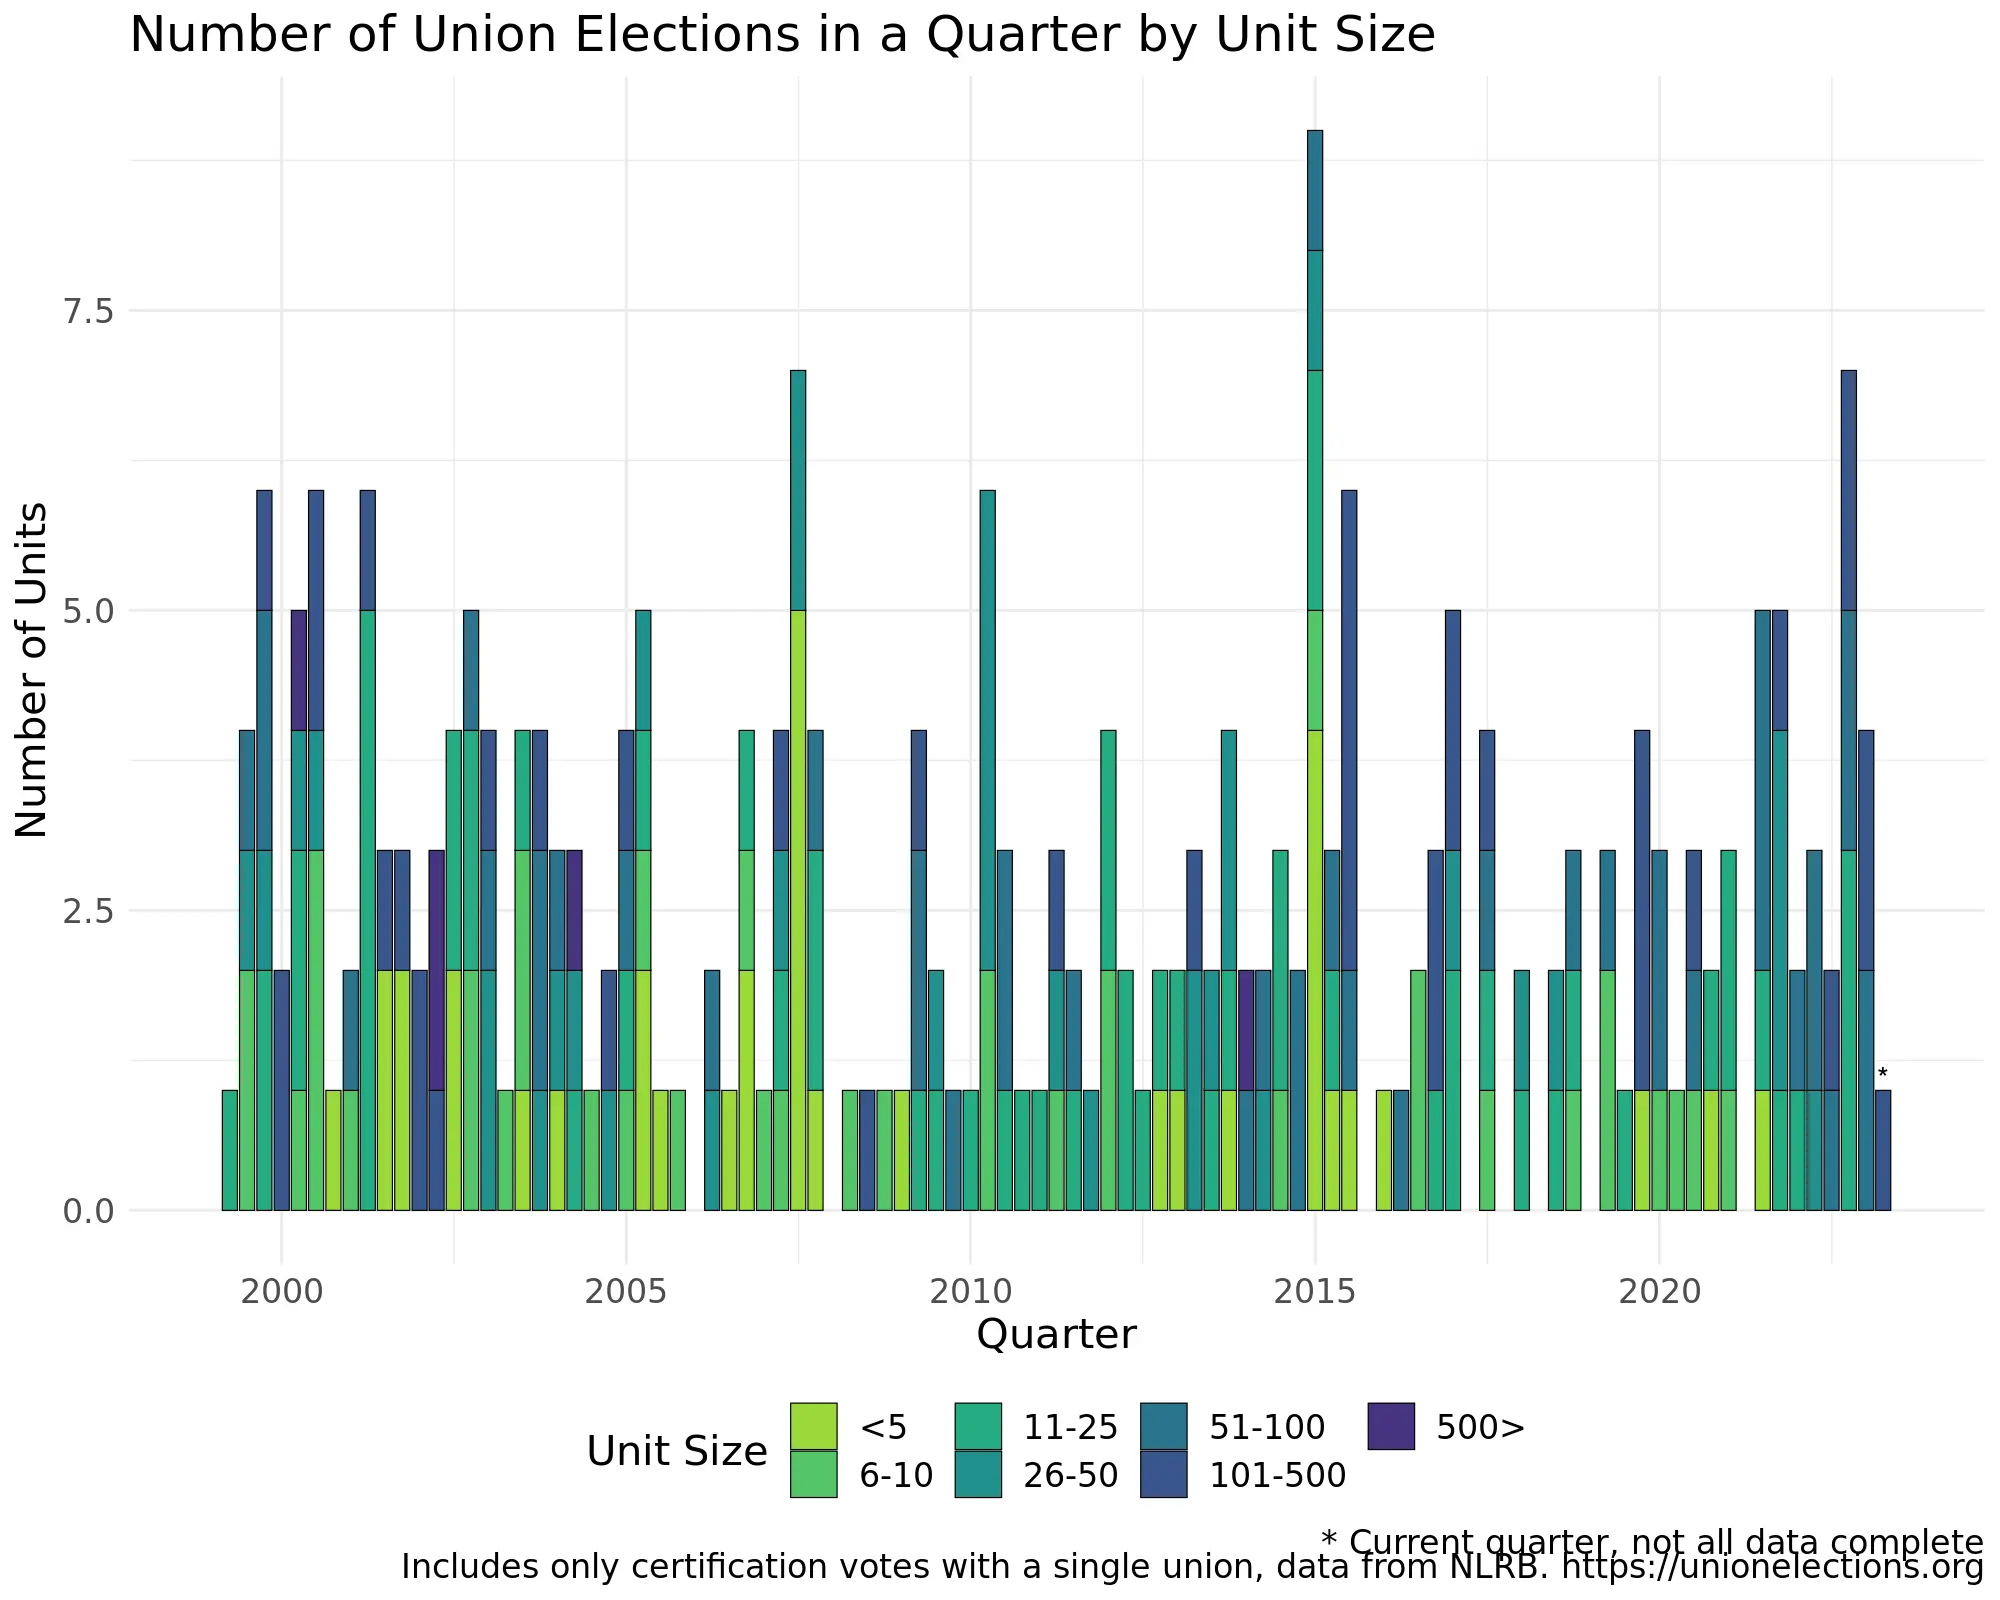 Number of Union Elections in a Quarter by Unit Size
Number of Units
7.5
5.0
2.5
0.0
*
2000 2005 2010 2015 2020
Quarter
Unit Size
<5 11-25 51-100 500>
6-10 26-50 101-500
* Current quarter, not all data complete
Includes only certification votes with a single union, data from NLRB. https://unionelections.org